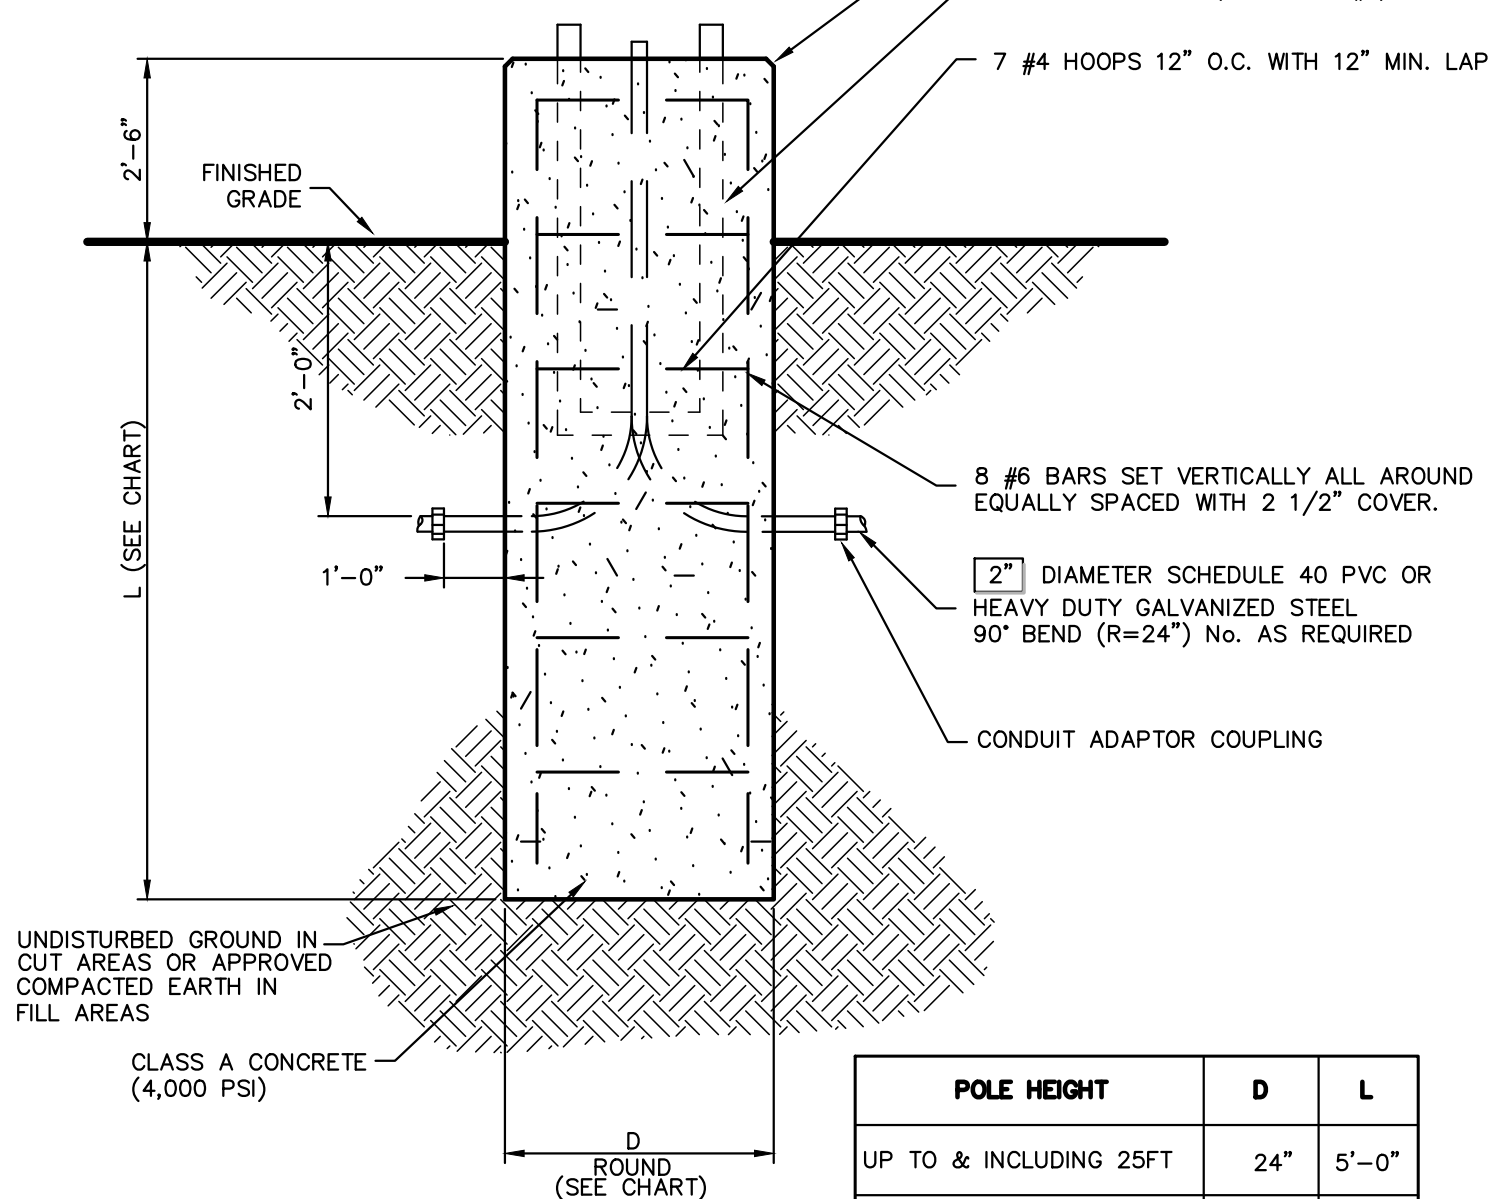 7 #4 HOOPS 12" O.C. WITH 12" MIN. LAP
2'-6"
FINISHED
GRADE
2'-0"
L (SEE CHART)
8 #6 BARS SET VERTICALLY ALL AROUND
EQUALLY SPACED WITH 2 1/2" COVER.
1'-0"
2" DIAMETER SCHEDULE 40 PVC OR
HEAVY DUTY GALVANIZED STEEL
90° BEND (R=24") No. AS REQUIRED
CONDUIT ADAPTOR COUPLING
UNDISTURBED GROUND IN
CUT AREAS OR APPROVED
COMPACTED EARTH IN
FILL AREAS
CLASS A CONCRETE
(4,000 PSI)
D
ROUND
(SEE CHART)
POLE HEIGHT D L
UP TO & INCLUDING 25FT 24" 5'-0"